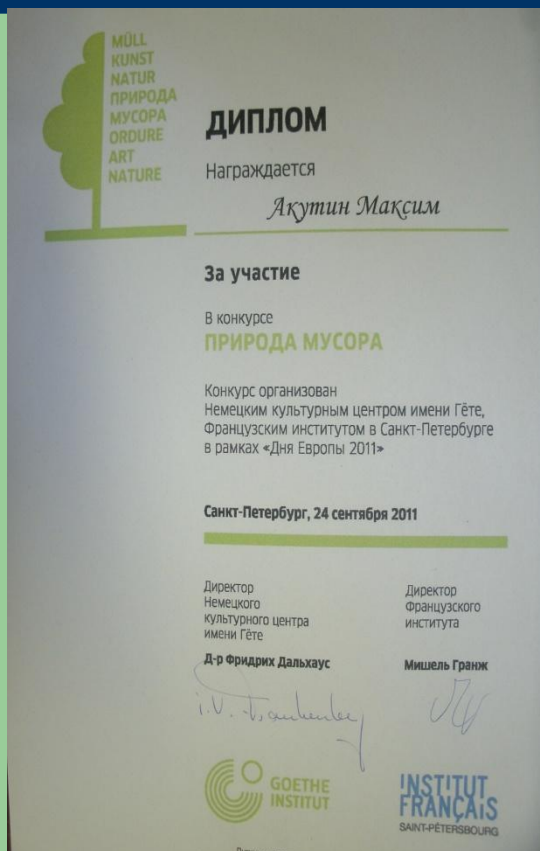 MÜLL
KUNST
NATUR
ПРИРОДА
МУСОРА
ORDURE
ART
NATURE
ДИПЛОМ
Награждается
Акутин Максим
За участие
В конкурсе
ПРИРОДА МУСОРА
Конкурс организован
Немецким культурным центром имени Гёте,
Французским институтом в Санкт-Петербурге
в рамках «Дня Европы 2011»
Санкт-Петербург, 24 сентября 2011
Директор
Немецкого
культурного центра
имени Гёте
Д-р Фридрих Дальхаус
Директор
Французского
института
Мишель Гранж
i.V.
GOETHE
INSTITUT
INSTITUT
FRANÇAIS
SAINT-PÉTERSBOURG